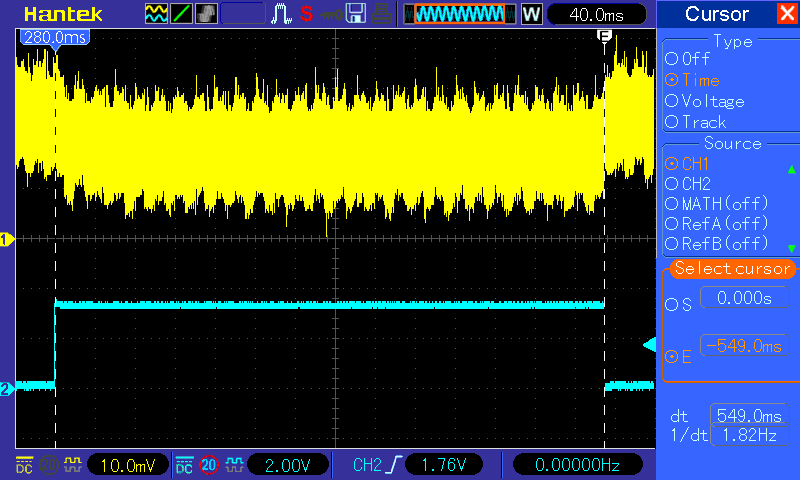 Hantek S W 40.0ms Cursor
280.0ms
E
Type
Off
Time
Voltage
Track
Source
CH1
CH2
MATH(off)
RefA(off)
RefB(off)
Select cursor
S 0.000s
E -549.0ms
dt 549.0ms
1/dt 1.82Hz
1
2
DC 20 10.0mV DC 20 2.00V CH2 1.76V 0.00000Hz